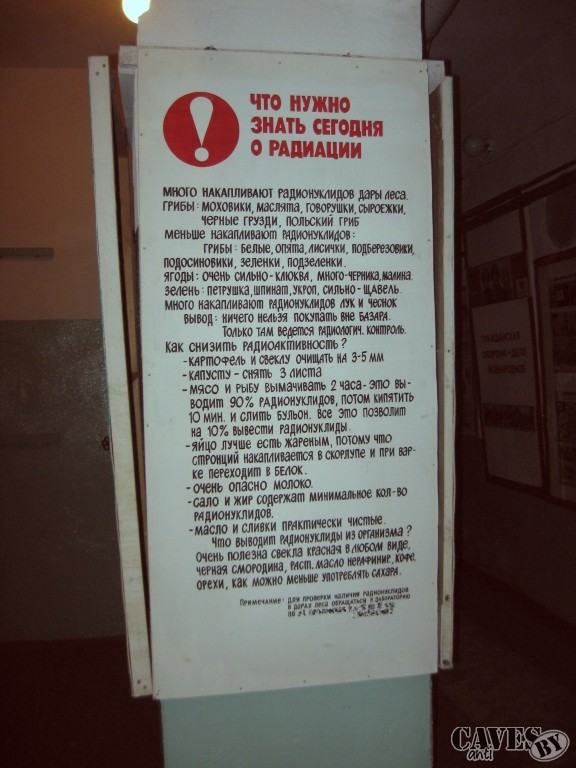 ЧТО НУЖНО
ЗНАТЬ СЕГОДНЯ
О РАДИАЦИИ
МНОГО НАКАПЛИВАЮТ РАДИОНУКЛИДОВ ДАРЫ ЛЕСА.
ГРИБЫ: МОХОВИКИ, МАСЛЯТА, ГОВОРУШКИ, СЫРОЕЖКИ,
ЧЕРНЫЕ ГРУЗДИ, ПОЛЬСКИЙ ГРИБ
МЕНЬШЕ НАКАПЛИВАЮТ РАДИОНУКЛИДОВ:
ГРИБЫ: БЕЛЫЕ, ОПЯТА, ЛИСИЧКИ, ПОДБЕРЕЗОВИКИ,
ПОДОСИНОВИКИ, ЗЕЛЕНКИ, ПОДЗЕЛЕНКИ.
ЯГОДЫ: ОЧЕНЬ СИЛЬНО-КЛЮКВА, МНОГО-ЧЕРНИКА, МАЛИНА.
ЗЕЛЕНЬ: ПЕТРУШКА, ШПИНАТ, УКРОП, СИЛЬНО-ЩАВЕЛЬ.
МНОГО НАКАПЛИВАЮТ РАДИОНУКЛИДОВ ЛУК И ЧЕСНОК
ВЫВОД: НИЧЕГО НЕЛЬЗЯ ПОКУПАТЬ ВНЕ БАЗАРА.
ТОЛЬКО ТАМ ВЕДЕТСЯ РАДИОЛОГИЧ. КОНТРОЛЬ.
КАК СНИЗИТЬ РАДИОАКТИВНОСТЬ?
-КАРТОФЕЛЬ И СВЕКЛУ ОЧИЩАТЬ НА 3-5 ММ
-КАПУСТУ-СНЯТЬ 3 ЛИСТА
-МЯСО И РЫБУ ВЫМАЧИВАТЬ 2 ЧАСА-ЭТО ВЫ-
ВОДИТ 90% РАДИОНУКЛИДОВ, ПОТОМ КИПЯТИТЬ
10 МИН. И СЛИТЬ БУЛЬОН. ВСЕ ЭТО ПОЗВОЛИТ
НА 10% ВЫВЕСТИ РАДИОНУКЛИДЫ.
-ЯЙЦО ЛУЧШЕ ЕСТЬ ЖАРЕНЫМ, ПОТОМУ ЧТО
СТРОНЦИЙ НАКАПЛИВАЕТСЯ В СКОРЛУПЕ И ПРИ ВАР-
КЕ ПЕРЕХОДИТ В БЕЛОК.
-ОЧЕНЬ ОПАСНО МОЛОКО.
-САЛО И ЖИР СОДЕРЖАТ МИНИМАЛЬНОЕ КОЛ-ВО
РАДИОНУКЛИДОВ.
-МАСЛО И СЛИВКИ ПРАКТИЧЕСКИ ЧИСТЫЕ.
ЧТО ВЫВОДИТ РАДИОНУКЛИДЫ ИЗ ОРГАНИЗМА?
ОЧЕНЬ ПОЛЕЗНА СВЕКЛА КРАСНАЯ В ЛЮБОМ ВИДЕ,
ЧЕРНАЯ СМОРОДИНА, РАСТ. МАСЛО НЕРАФИНИР., КОФЕ,
ОРЕХИ, КАК МОЖНО МЕНЬШЕ УПОТРЕБЛЯТЬ САХАРА.
ПРИМЕЧАНИЕ: ДЛЯ ПРОВЕРКИ НАЛИЧИЯ РАДИОНУКЛИДОВ
В ДАРАХ ЛЕСА ОБРАЩАТЬСЯ В ЛАБОРАТОРИЮ
ГРАЖДАНСКАЯ
ОБОРОНА-ДЕЛО
ВСЕНАРОДНОЕ
CAVES
anti
BY